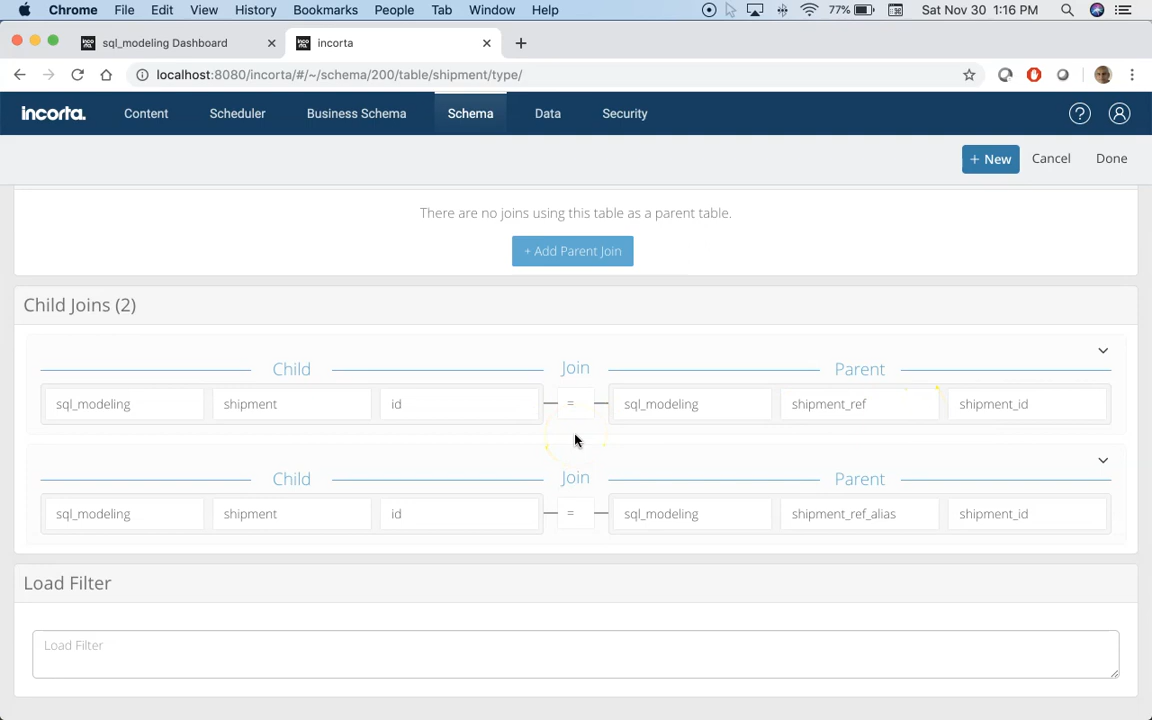 Chrome File Edit View History Bookmarks People Tab Window Help 77% Sat Nov 30 1:16 PM
sql_modeling Dashboard incorta
localhost:8080/incorta/#/~/schema/200/table/shipment/type/
incorta. Content Scheduler Business Schema Schema Data Security
+ New Cancel Done
There are no joins using this table as a parent table.
+ Add Parent Join
Child Joins (2)
Child Join Parent
sql_modeling shipment id = sql_modeling shipment_ref shipment_id
Child Join Parent
sql_modeling shipment id = sql_modeling shipment_ref_alias shipment_id
Load Filter
Load Filter